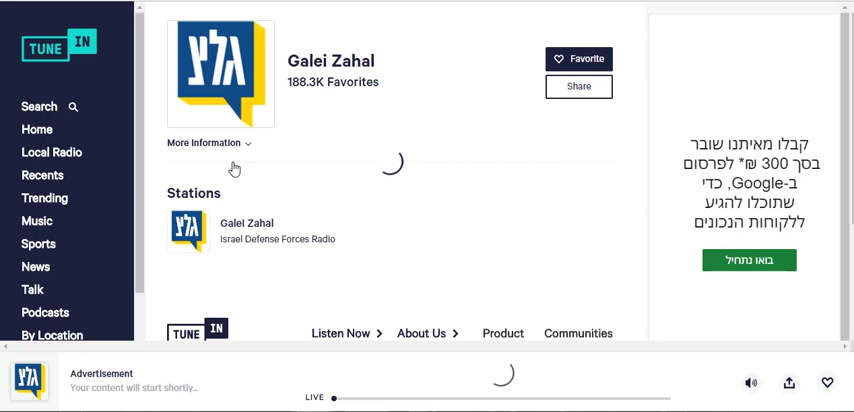 TUNE IN
Search
Home
Local Radio
Recents
Trending
Music
Sports
News
Talk
Podcasts
By Location
גלצ
Galei Zahal
188.3K Favorites
Favorite
Share
More Information
Stations
גלצ
Galei Zahal
Israel Defense Forces Radio
TUNE IN
Listen Now
About Us
Product
Communities
קבלו מאיתנו שובר
בסך 300 ₪* לפרסום
ב-Google, כדי
שתוכלו להגיע
ללקוחות הנכונים
בואו נתחיל
גלצ
Advertisement
Your content will start shortly...
LIVE